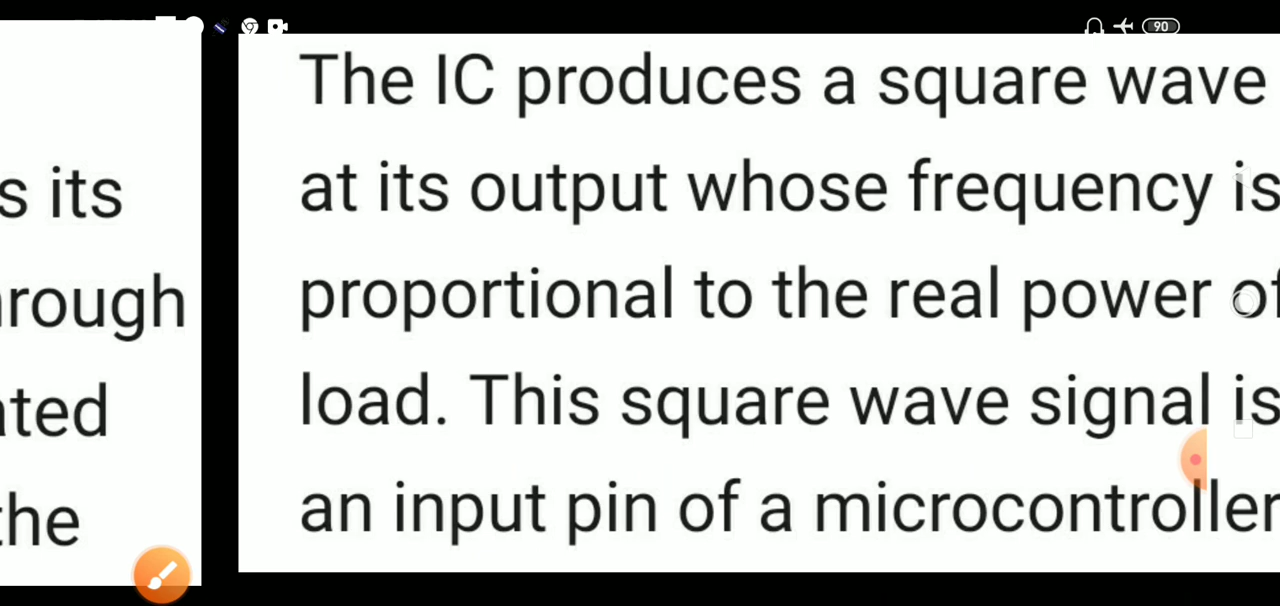 90
s its
rough
ated
the
The IC produces a square wave
at its output whose frequency is
proportional to the real power of
load. This square wave signal is
an input pin of a microcontroller